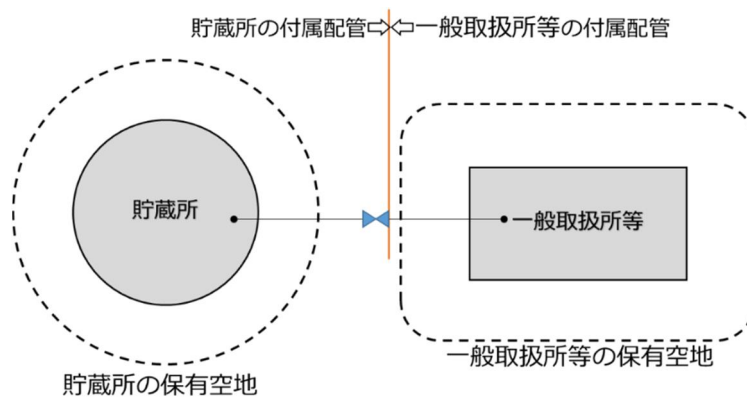 貯蔵所の付属配管⇨⇦一般取扱所等の付属配管
貯蔵所
一般取扱所等
一般取扱所等の保有空地
貯蔵所の保有空地